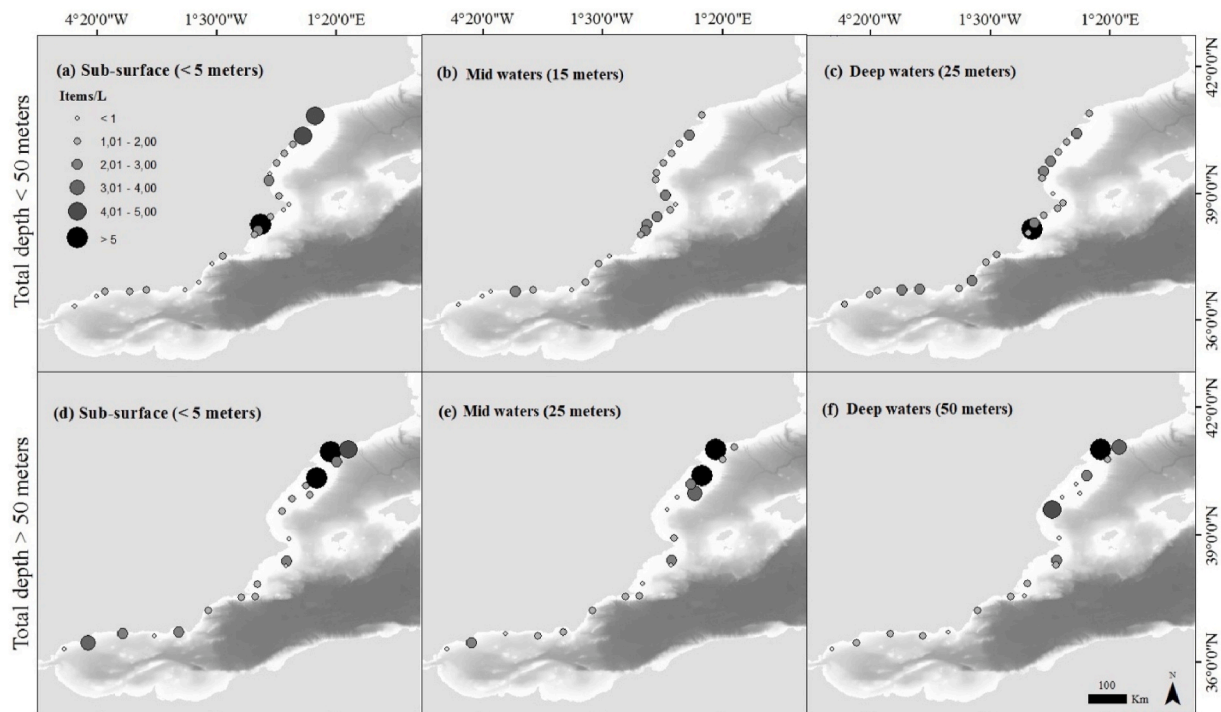 4°20'0"W 1°30'0"W 1°20'0"E 4°20'0"W 1°30'0"W 1°20'0"E 4°20'0"W 1°30'0"W 1°20'0"E
Total depth < 50 meters
(a) Sub-surface (< 5 meters)
Items/L
< 1
1,01 - 2,00
2,01 - 3,00
3,01 - 4,00
4,01 - 5,00
> 5
(b) Mid waters (15 meters)
(c) Deep waters (25 meters)
42°0'0"N
39°0'0"N
36°0'0"N
Total depth > 50 meters
(d) Sub-surface (< 5 meters)
(e) Mid waters (25 meters)
(f) Deep waters (50 meters)
42°0'0"N
39°0'0"N
36°0'0"N
100
Km
N